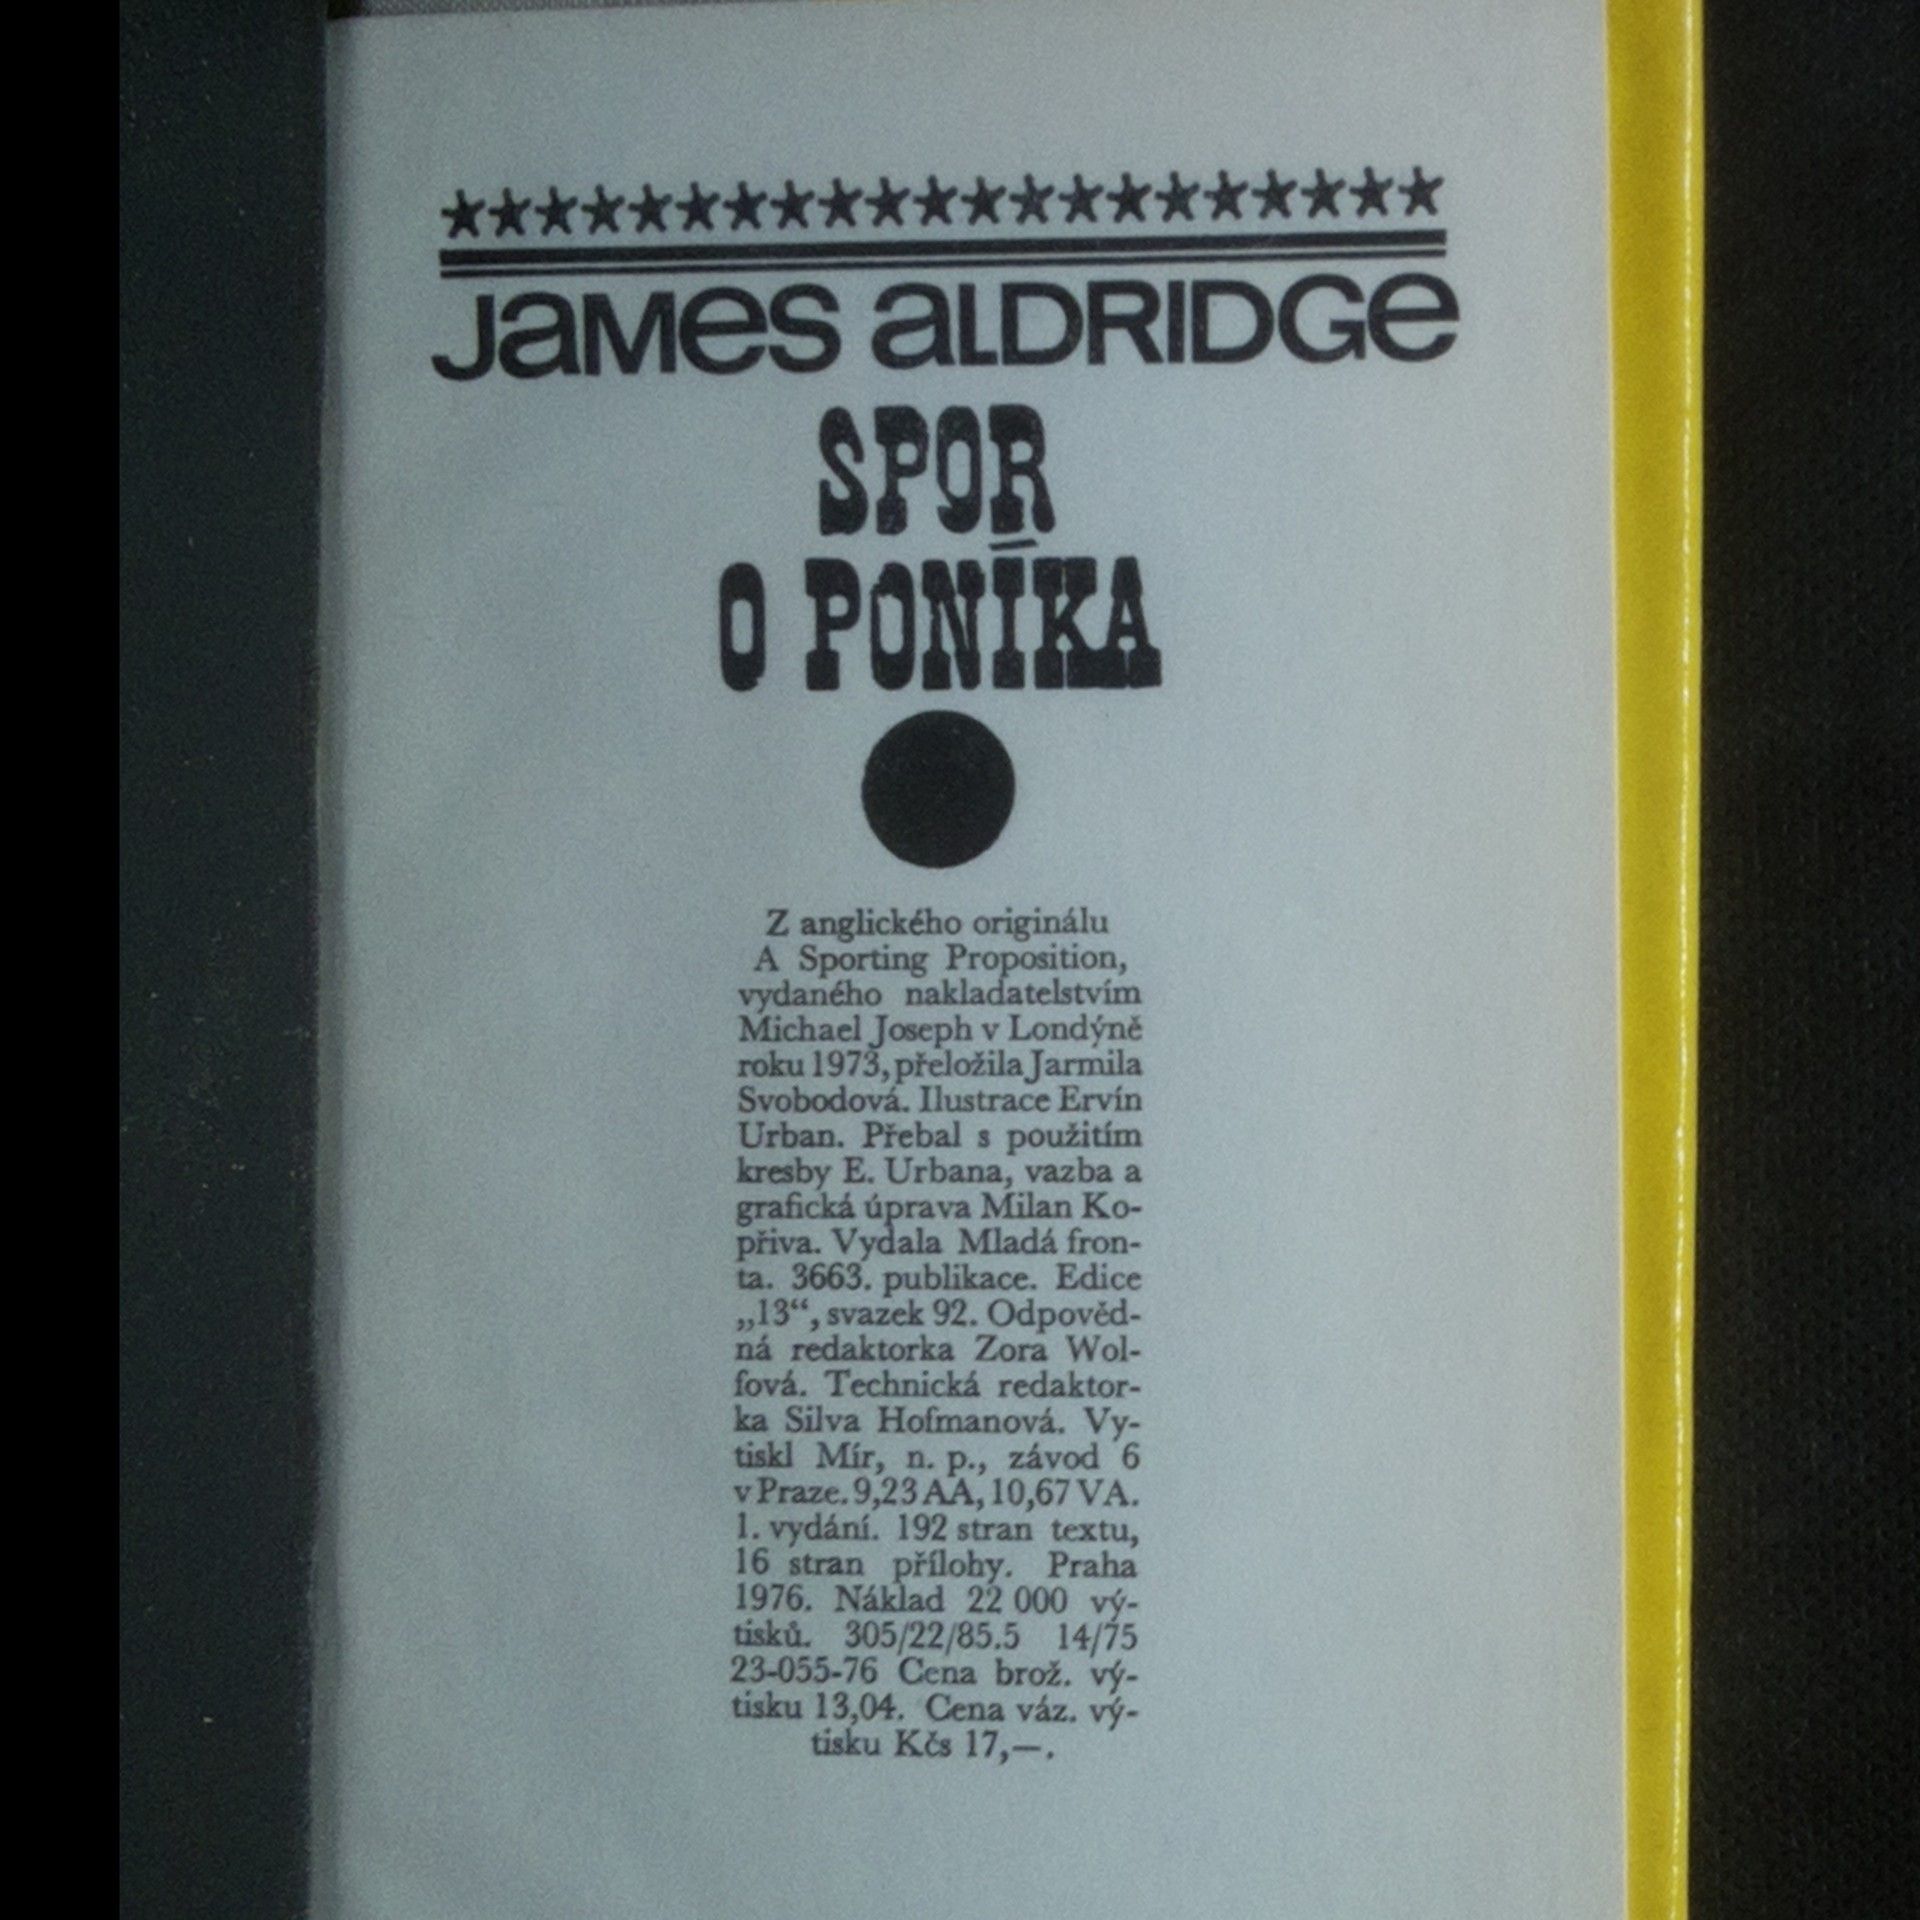 JAMES ALDRIDGE
SPOR
O PONÍKA
Z anglického originálu
A Sporting Proposition,
vydaného nakladatelstvím
Michael Joseph v Londýně
roku 1973, přeložila Jarmila
Svobodová. Ilustrace Ervín
Urban. Přebal s použitím
kresby E. Urbana, vazba a
grafická úprava Milan Ko-
přiva. Vydala Mladá fron-
ta. 3663. publikace. Edice
„13“, svazek 92. Odpověd-
ná redaktorka Zora Wol-
fová. Technická redaktor-
ka Silva Hofmanová. Vy-
tiskl Mír, n. p., závod 6
v Praze. 9,23 AA, 10,67 VA.
1. vydání. 192 stran textu,
16 stran přílohy. Praha
1976. Náklad 22 000 vý-
tisků. 305/22/85.5 14/75
23-055-76 Cena brož. vý-
tisku 13,04. Cena váz. vý-
tisku Kčs 17,—.